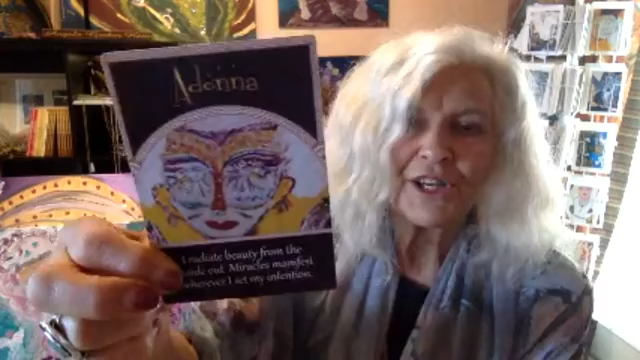 Adonna
I radiate beauty from the
inside out. Miracles manifest
wherever I set my intention.